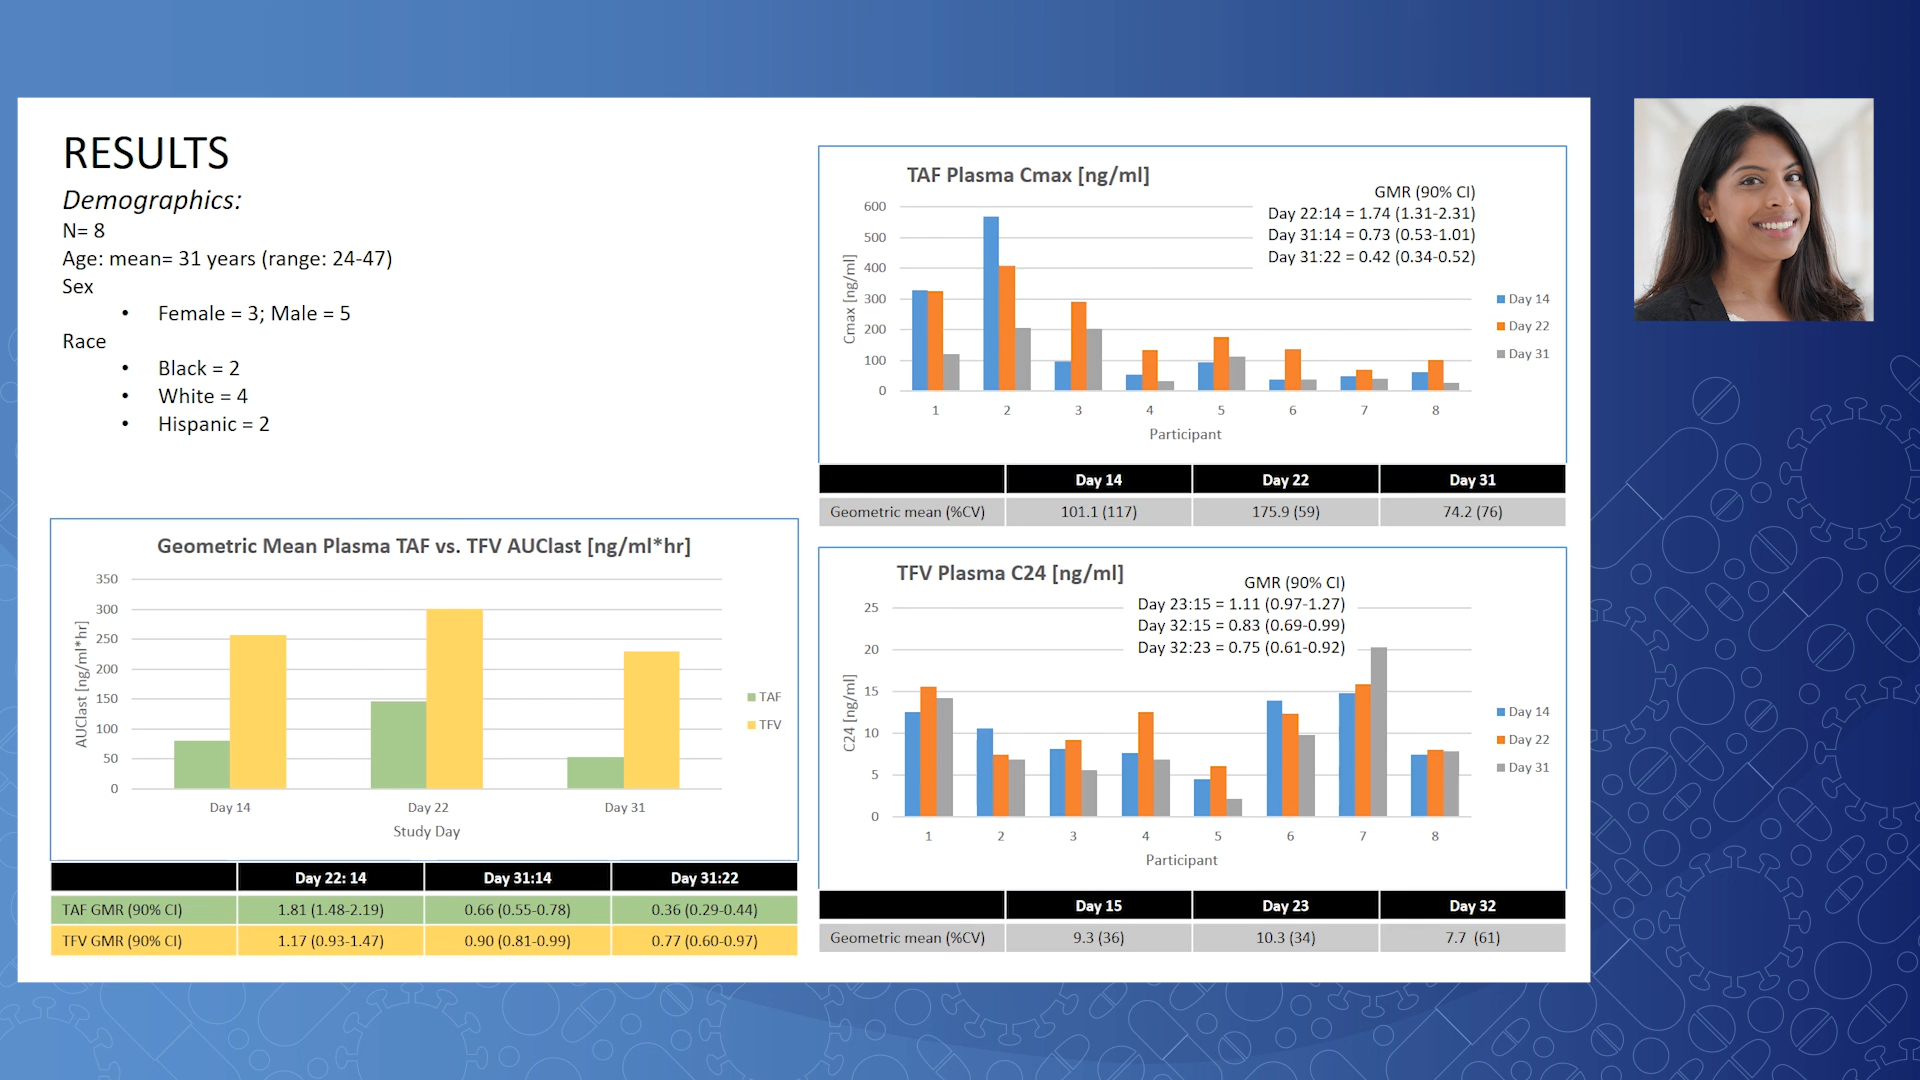 RESULTS
Demographics:
N= 8
Age: mean= 31 years (range: 24-47)
Sex
• Female = 3; Male = 5
Race
• Black = 2
• White = 4
• Hispanic = 2
Geometric Mean Plasma TAF vs. TFV AUClast [ng/ml*hr]
AUClast [ng/ml*hr]
350
300
250
200
150
100
50
0
Day 14 Day 22 Day 31
Study Day
TAF
TFV
Day 22: 14 Day 31:14 Day 31:22
TAF GMR (90% CI) 1.81 (1.48-2.19) 0.66 (0.55-0.78) 0.36 (0.29-0.44)
TFV GMR (90% CI) 1.17 (0.93-1.47) 0.90 (0.81-0.99) 0.77 (0.60-0.97)
TAF Plasma Cmax [ng/ml]
GMR (90% CI)
Day 22:14 = 1.74 (1.31-2.31)
Day 31:14 = 0.73 (0.53-1.01)
Day 31:22 = 0.42 (0.34-0.52)
Cmax [ng/ml]
600
500
400
300
200
100
0
1 2 3 4 5 6 7 8
Participant
Day 14
Day 22
Day 31
Day 14 Day 22 Day 31
Geometric mean (%CV) 101.1 (117) 175.9 (59) 74.2 (76)
TFV Plasma C24 [ng/ml]
GMR (90% CI)
Day 23:15 = 1.11 (0.97-1.27)
Day 32:15 = 0.83 (0.69-0.99)
Day 32:23 = 0.75 (0.61-0.92)
C24 [ng/ml]
25
20
15
10
5
0
1 2 3 4 5 6 7 8
Participant
Day 14
Day 22
Day 31
Day 15 Day 23 Day 32
Geometric mean (%CV) 9.3 (36) 10.3 (34) 7.7 (61)